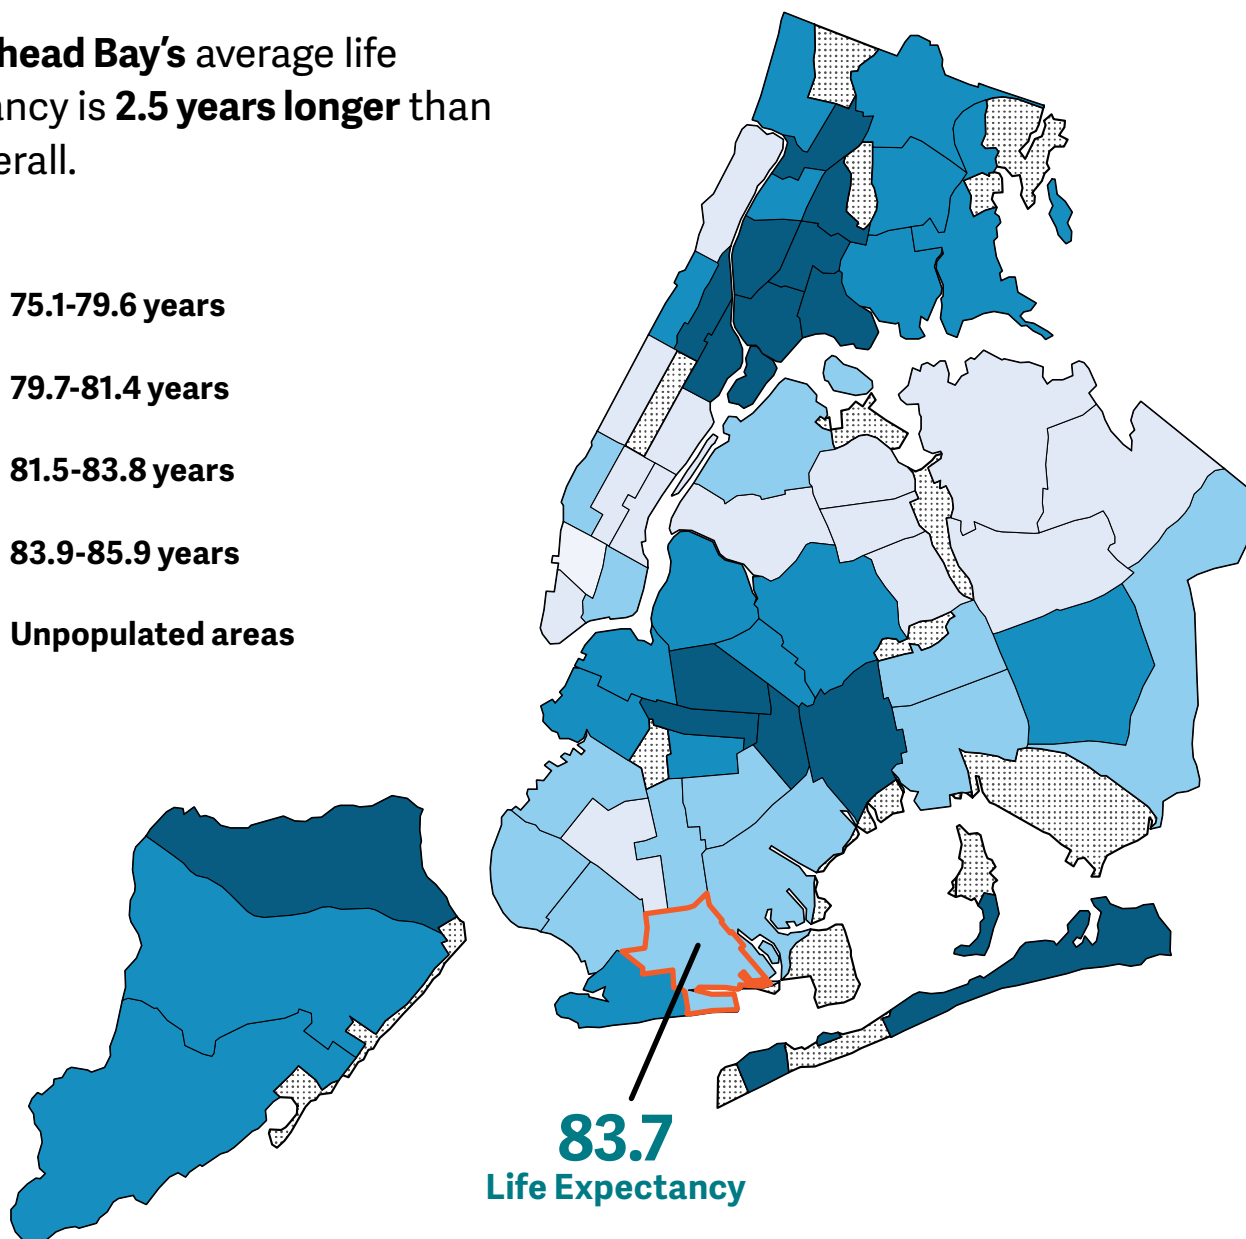 head Bay’s average life
ancy is 2.5 years longer than
erall.
75.1-79.6 years
79.7-81.4 years
81.5-83.8 years
83.9-85.9 years
Unpopulated areas
83.7
Life Expectancy